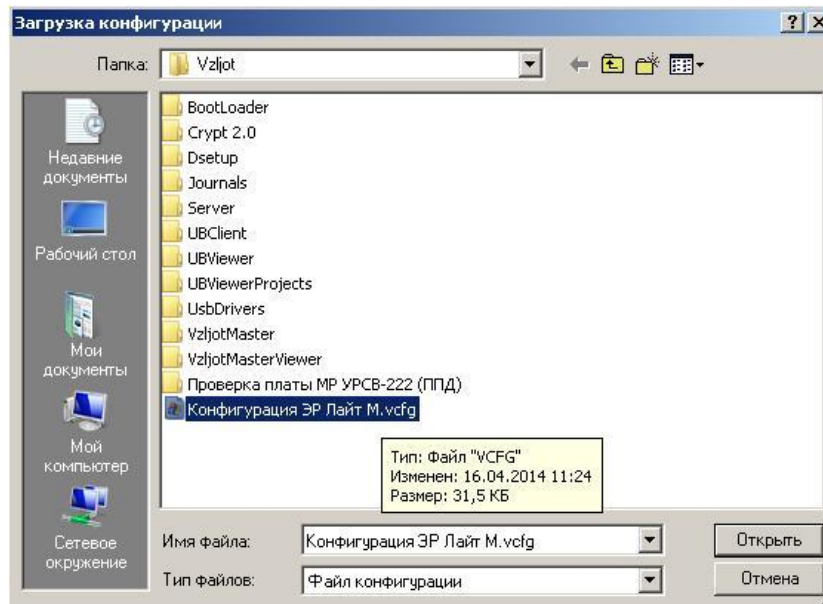 Загрузка конфигурации
Папка: Vzljot
Недавние документы
Рабочий стол
Мои документы
Мой компьютер
Сетевое окружение
BootLoader
Crypt 2.0
Dsetup
Journals
Server
UBClient
UBViewer
UBViewerProjects
UsbDrivers
VzljotMaster
VzljotMasterViewer
Проверка платы МР УРСВ-222 (ППД)
Конфигурация ЭР Лайт М.vcfg
Тип: Файл "VCFG"
Изменен: 16.04.2014 11:24
Размер: 31,5 КБ
Имя файла: Конфигурация ЭР Лайт М.vcfg Открыть
Тип файлов: Файл конфигурации Отмена